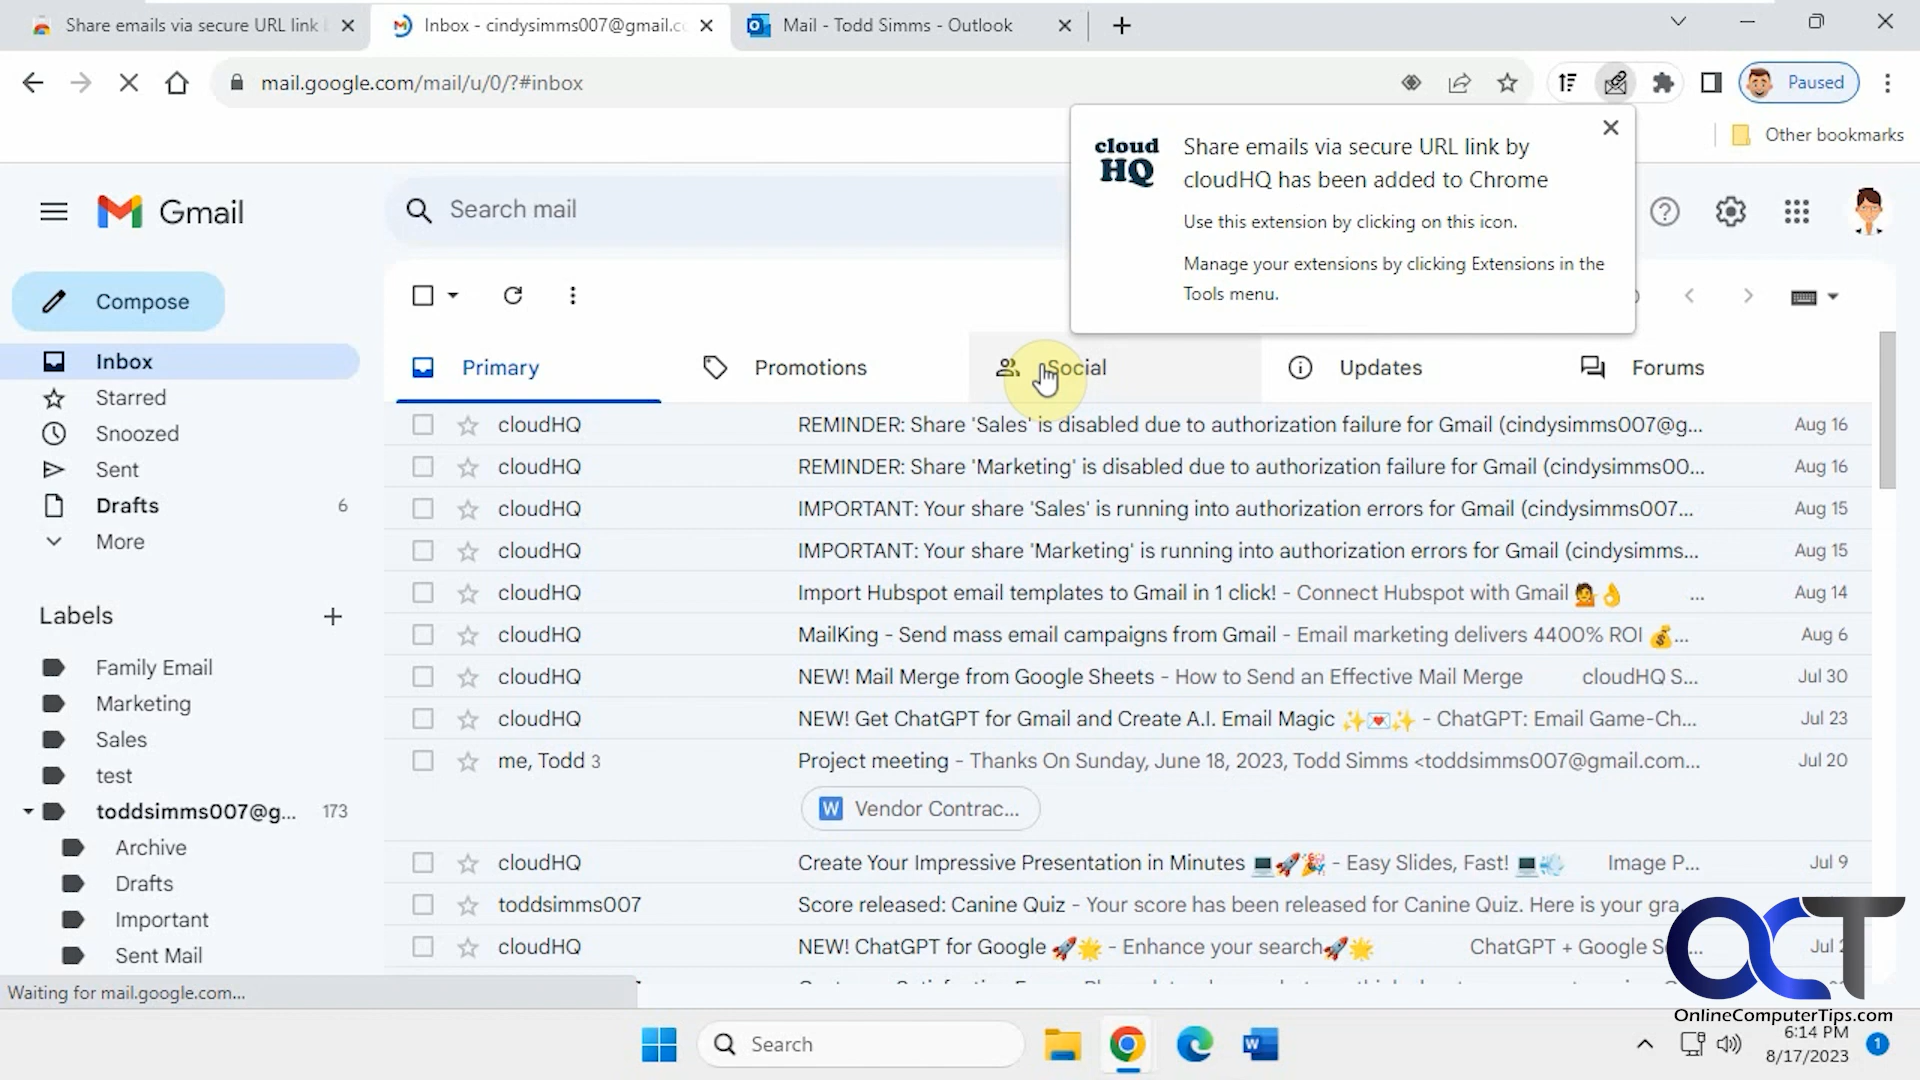 Share emails via secure URL link
Inbox - cindysimms007@gmail.c
Mail - Todd Simms - Outlook
mail.google.com/mail/u/0/?#inbox
Paused
Other bookmarks
cloud
HQ
Share emails via secure URL link by
cloudHQ has been added to Chrome
Use this extension by clicking on this icon.
Manage your extensions by clicking Extensions in the
Tools menu.
Gmail
Search mail
Compose
Inbox
Starred
Snoozed
Sent
Drafts 6
More
Labels
Family Email
Marketing
Sales
test
toddsimms007@g... 173
Archive
Drafts
Important
Sent Mail
Primary Promotions Social Updates Forums
cloudHQ REMINDER: Share 'Sales' is disabled due to authorization failure for Gmail (cindysimms007@g... Aug 16
cloudHQ REMINDER: Share 'Marketing' is disabled due to authorization failure for Gmail (cindysimms00... Aug 16
cloudHQ IMPORTANT: Your share 'Sales' is running into authorization errors for Gmail (cindysimms007... Aug 15
cloudHQ IMPORTANT: Your share 'Marketing' is running into authorization errors for Gmail (cindysimms... Aug 15
cloudHQ Import Hubspot email templates to Gmail in 1 click! - Connect Hubspot with Gmail 💁👌 ... Aug 14
cloudHQ MailKing - Send mass email campaigns from Gmail - Email marketing delivers 4400% ROI 💰... Aug 6
cloudHQ NEW! Mail Merge from Google Sheets - How to Send an Effective Mail Merge cloudHQ S... Jul 30
cloudHQ NEW! Get ChatGPT for Gmail and Create A.I. Email Magic ✨💌✨ - ChatGPT: Email Game-Ch... Jul 23
me, Todd 3 Project meeting - Thanks On Sunday, June 18, 2023, Todd Simms <toddsimms007@gmail.com... Jul 20
W Vendor Contrac...
cloudHQ Create Your Impressive Presentation in Minutes 💻🚀🎉 - Easy Slides, Fast! 💻💨 Image P... Jul 9
toddsimms007 Score released: Canine Quiz - Your score has been released for Canine Quiz. Here is your gra...
cloudHQ NEW! ChatGPT for Google 🚀🌟 - Enhance your search🚀🌟 ChatGPT + Google S... Jul
Waiting for mail.google.com...
OCT
OnlineComputerTips.com
Search
W
6:14 PM
8/17/2023
1